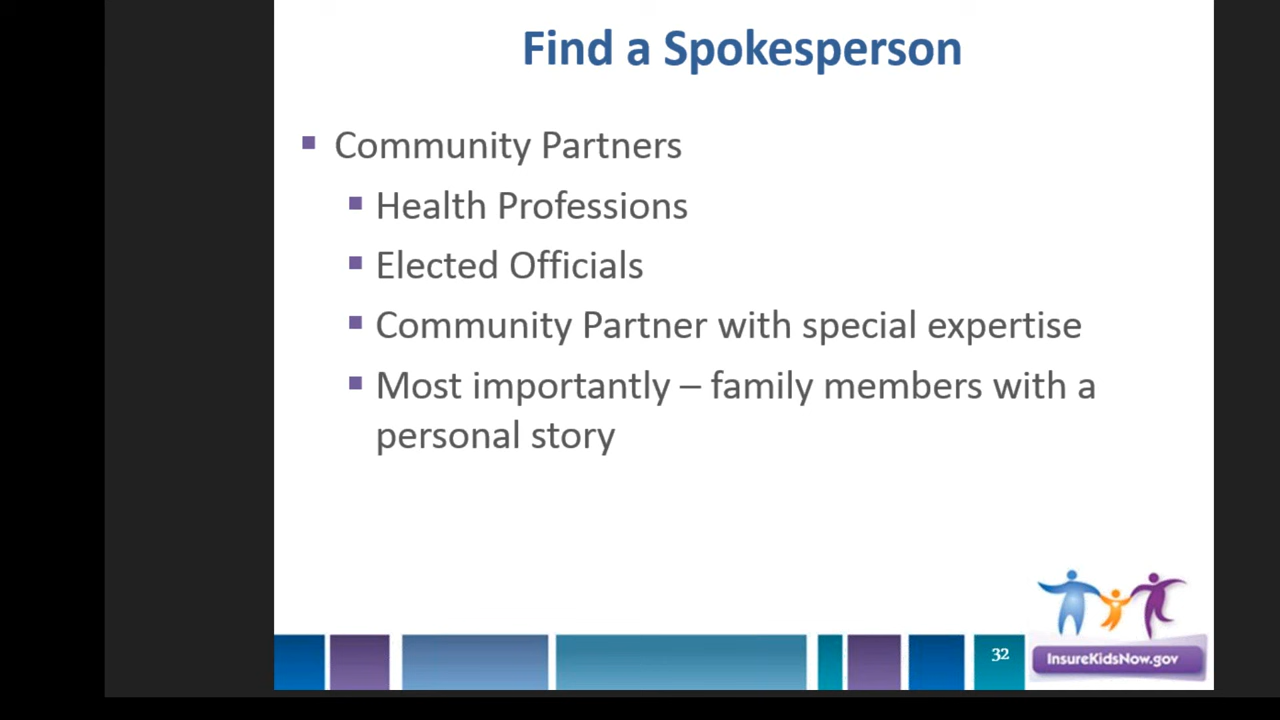 Find a Spokesperson
Community Partners
Health Professions
Elected Officials
Community Partner with special expertise
Most importantly – family members with a
personal story
32
InsureKidsNow.gov